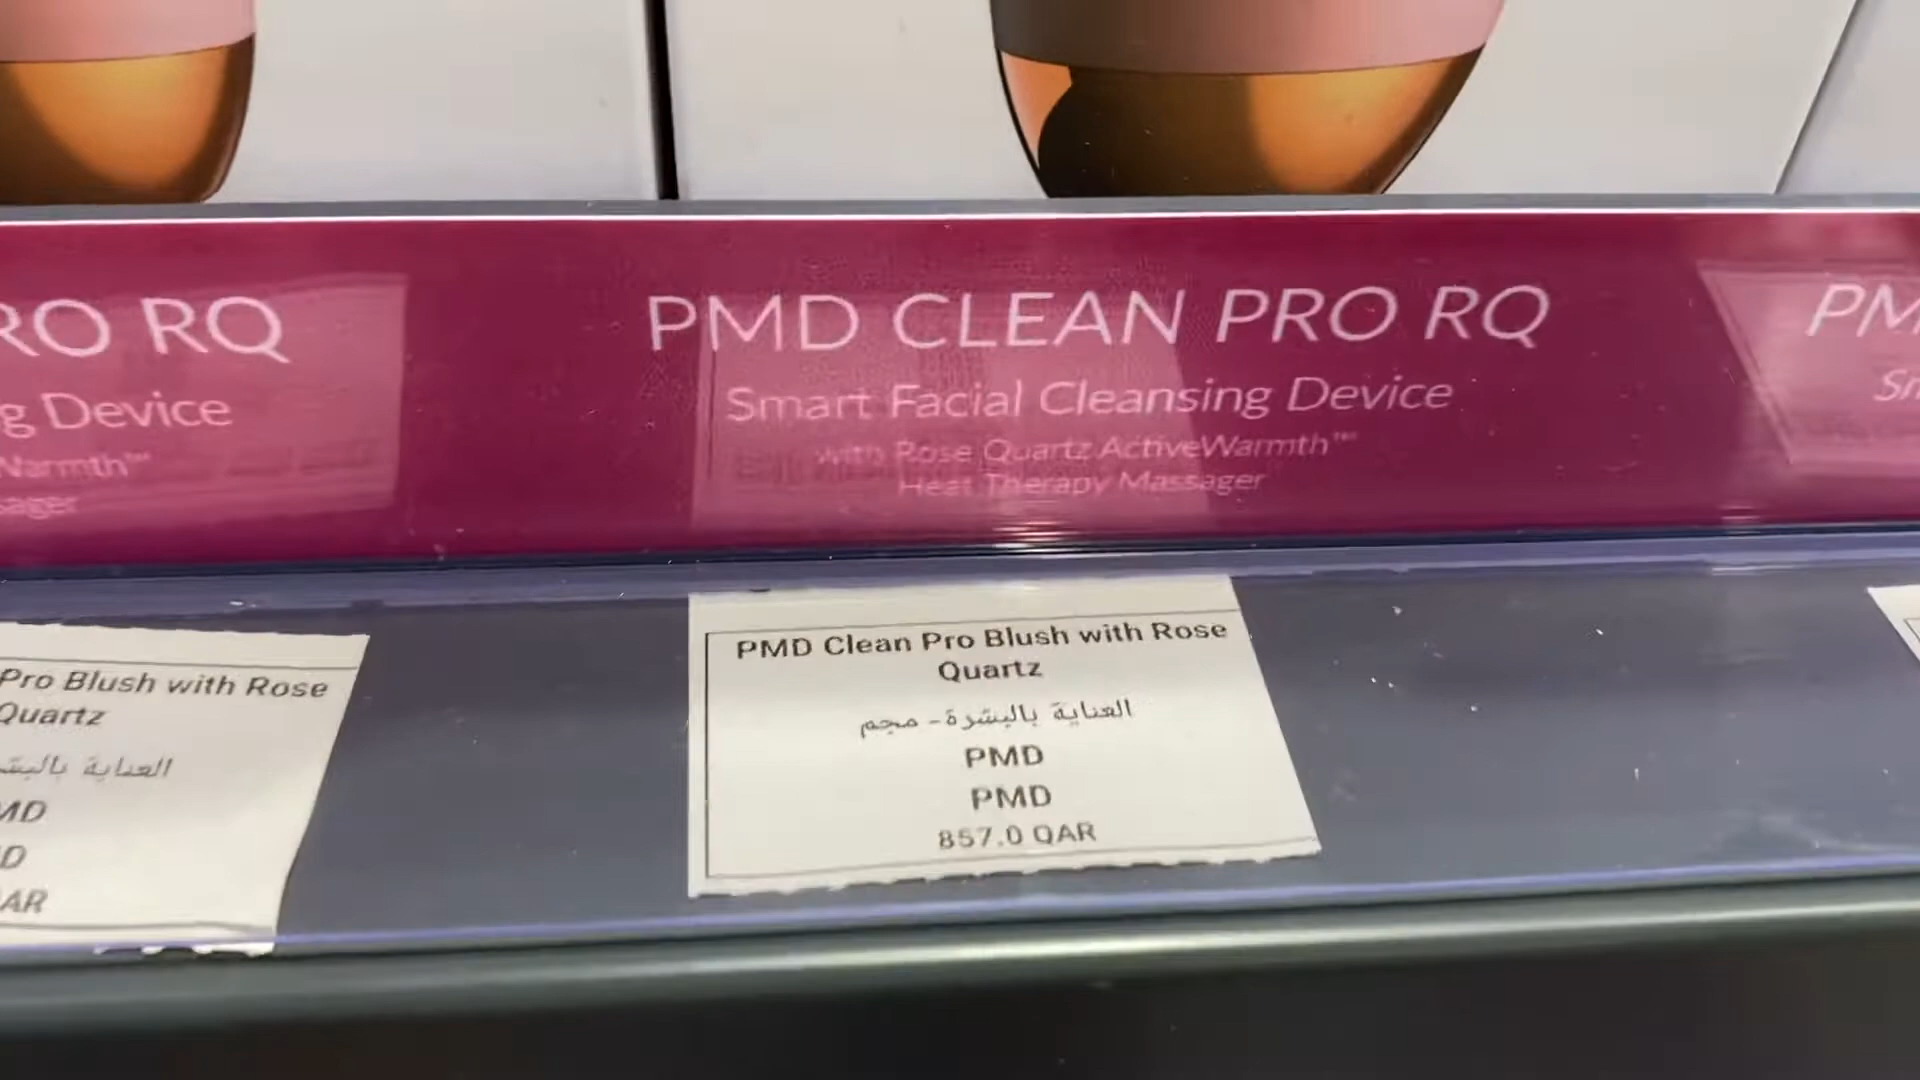 RO RQ
g Device
Warmth™
sager
PMD CLEAN PRO RQ
Smart Facial Cleansing Device
with Rose Quartz ActiveWarmth™
Heat Therapy Massager
PM
Sm
Pro Blush with Rose
Quartz
العناية بالبش
MD
D
AR
PMD Clean Pro Blush with Rose
Quartz
العناية بالبشرة - مجم
PMD
PMD
857.0 QAR